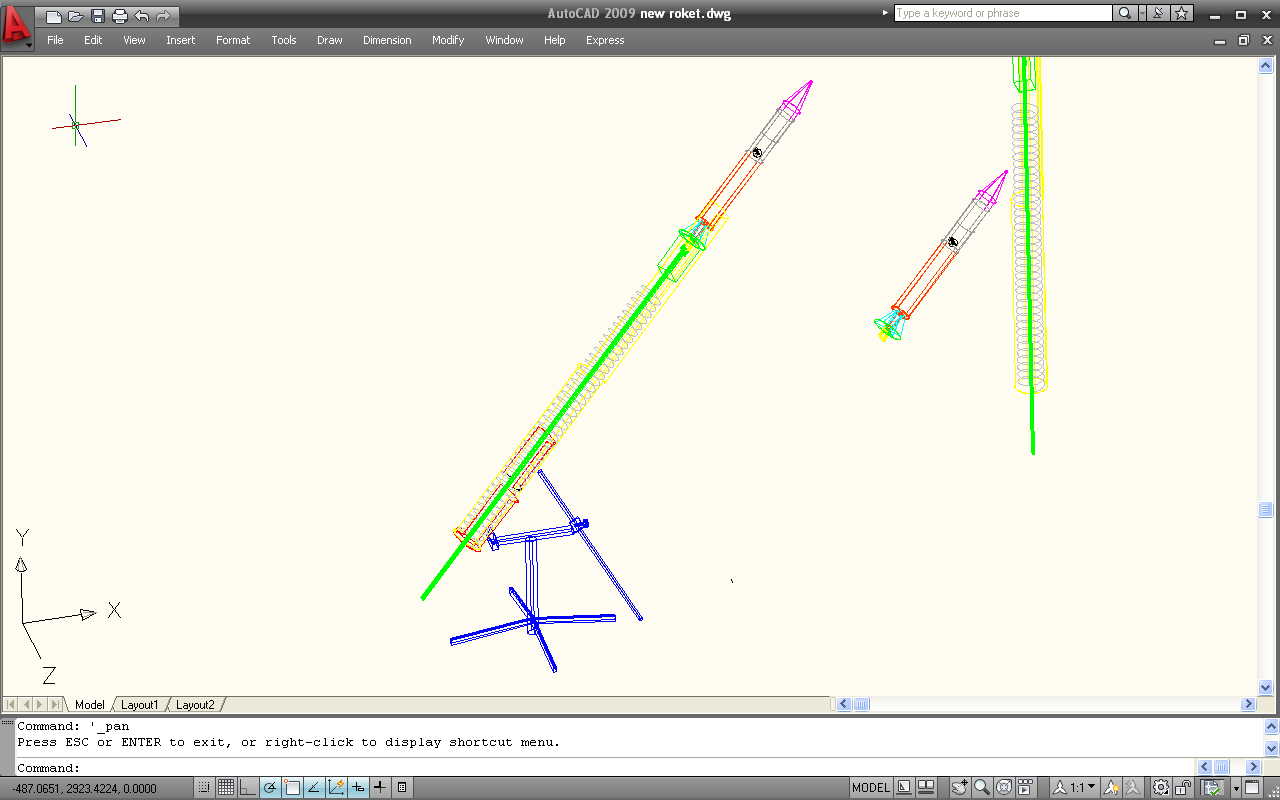 AutoCAD 2009 new roket.dwg
Type a keyword or phrase
File Edit View Insert Format Tools Draw Dimension Modify Window Help Express
Y
X
Z
Model Layout1 Layout2
Command: '_pan
Press ESC or ENTER to exit, or right-click to display shortcut menu.
Command:
-487.0651, 2923.4224, 0.0000 MODEL 1:1